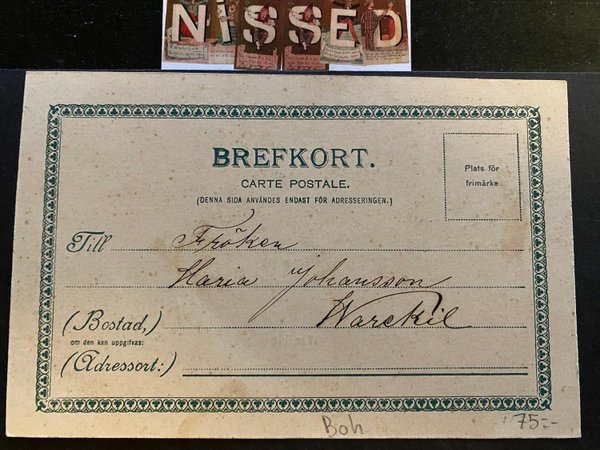 NISSED
BREFKORT.
CARTE POSTALE.
(DENNA SIDA ANVÄNDES ENDAST FÖR ADRESSERINGEN.)
Plats för
frimärke
Till Fröken
Maria Johansson
(Bostad,) Warekil
om den kan uppgifvas:
(Adressort:)
Boh
75:-